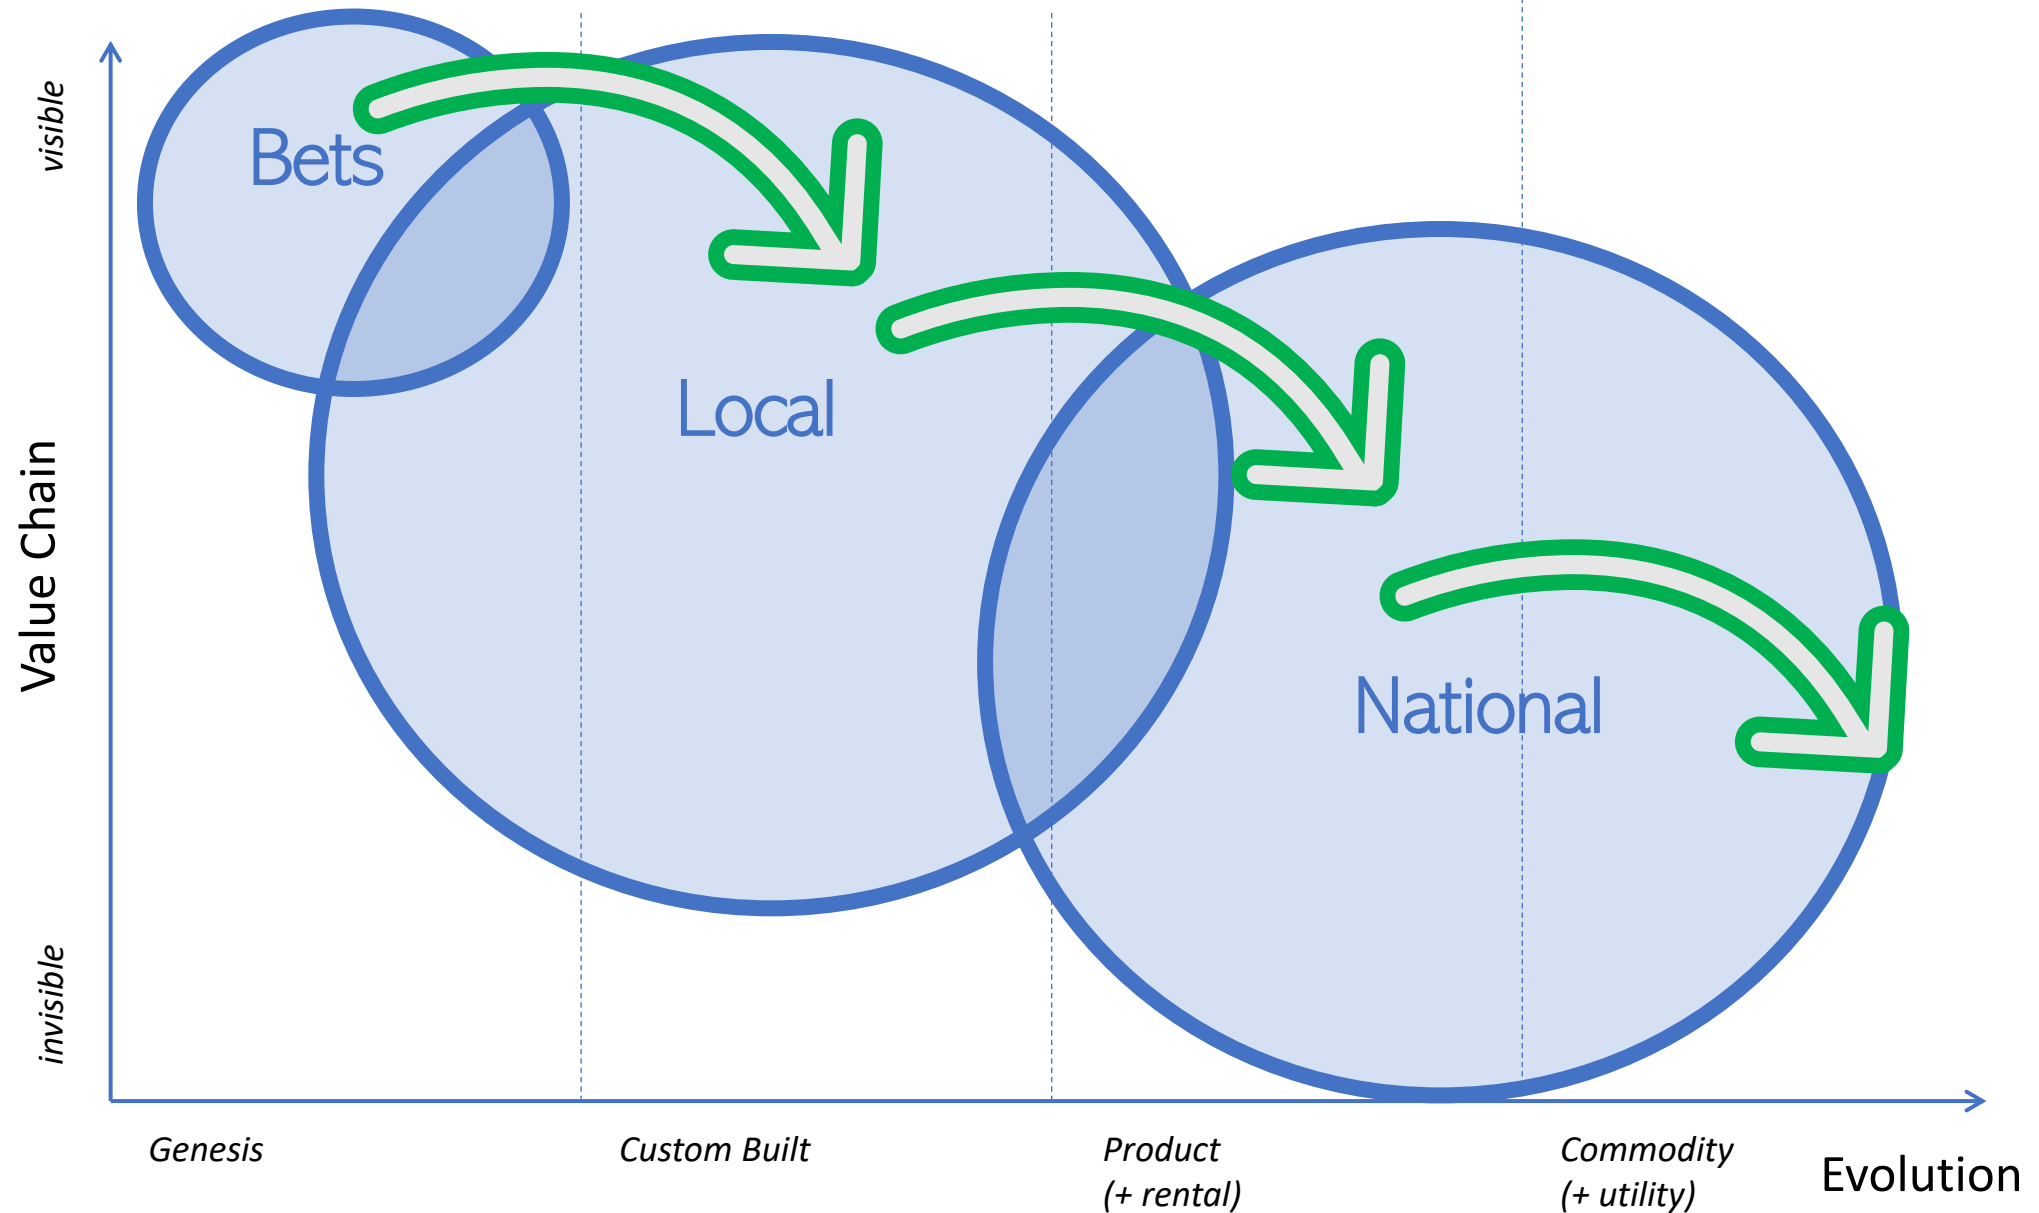 visible
Bets
Local
Value Chain
National
invisible
Genesis
Custom Built
Product
(+ rental)
Commodity
(+ utility)
Evolution